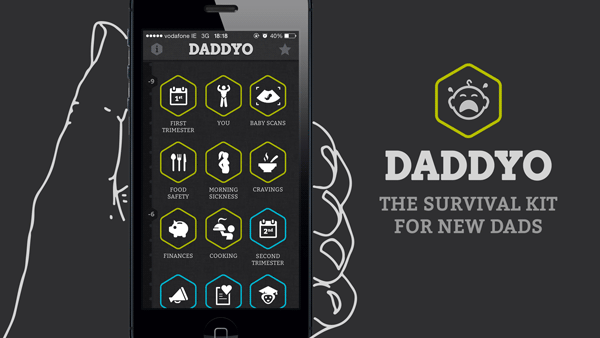 vodafone IE 3G 18:18 40%
DADDYO
-9
1st
FIRST
TRIMESTER
YOU
BABY SCANS
FOOD
SAFETY
MORNING
SICKNESS
CRAVINGS
-6
2nd
FINANCES
COOKING
SECOND
TRIMESTER
DADDYO
THE SURVIVAL KIT
FOR NEW DADS